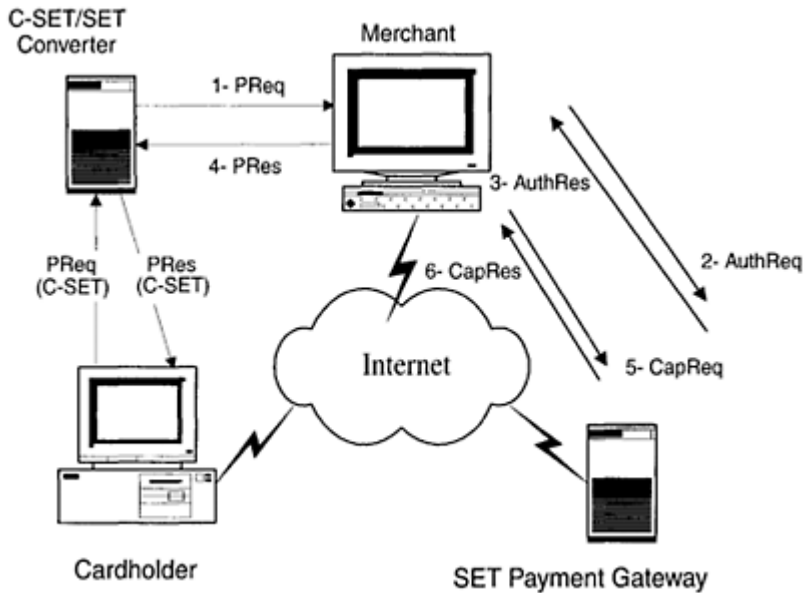 C-SET/SET
Converter
Merchant
1- PReq
4- PRes
3- AuthRes
2- AuthReq
PReq
(C-SET)
PRes
(C-SET)
6- CapRes
Internet
5- CapReq
Cardholder
SET Payment Gateway